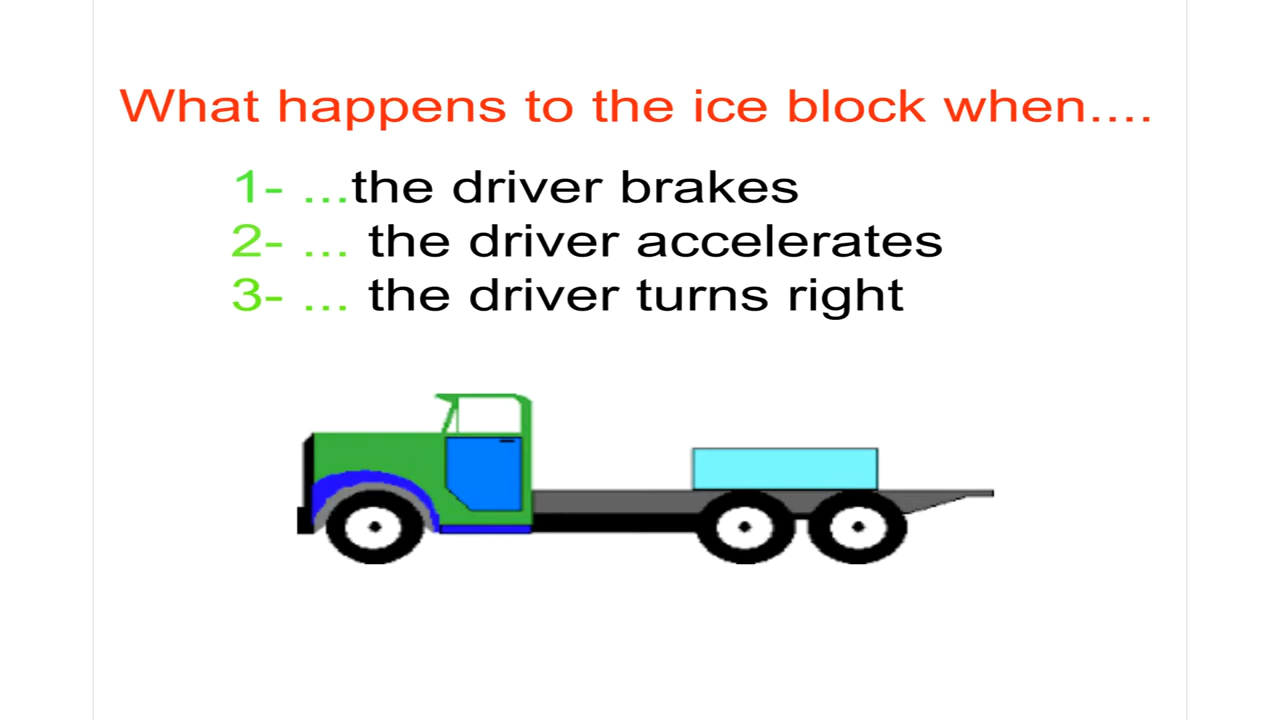 What happens to the ice block when....
1- ...the driver brakes
2- ... the driver accelerates
3- ... the driver turns right